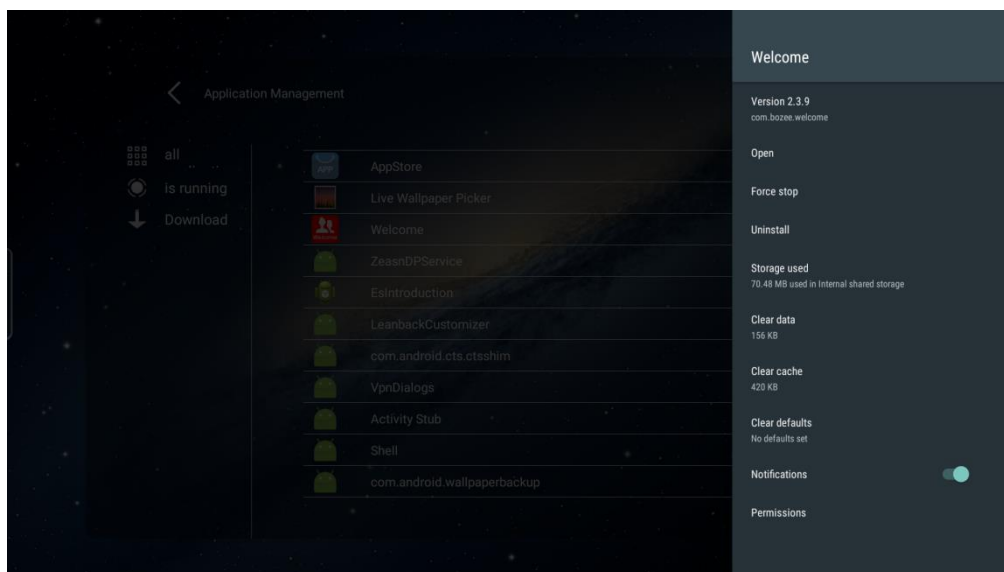 Application Management
all
is running
Download
APP
AppStore
Live Wallpaper Picker
Welcome
ZeasnDPService
EsIntroduction
LeanbackCustomizer
com.android.cts.ctsshim
VpnDialogs
Activity Stub
Shell
com.android.wallpaperbackup
Welcome
Version 2.3.9
com.bozee.welcome
Open
Force stop
Uninstall
Storage used
70.48 MB used in Internal shared storage
Clear data
156 KB
Clear cache
420 KB
Clear defaults
No defaults set
Notifications
Permissions